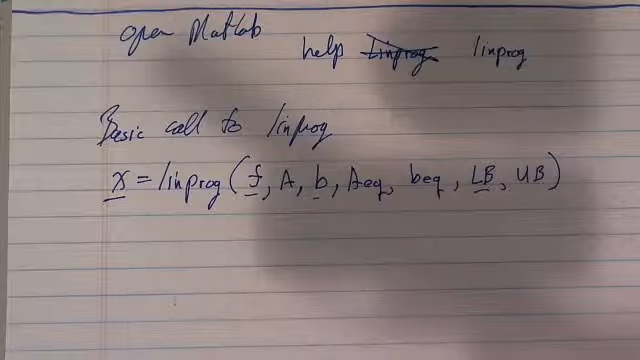 open Matlab
help linprog linprog
Basic call to linprog
x = linprog(f, A, b, Aeq, beq, LB, UB)